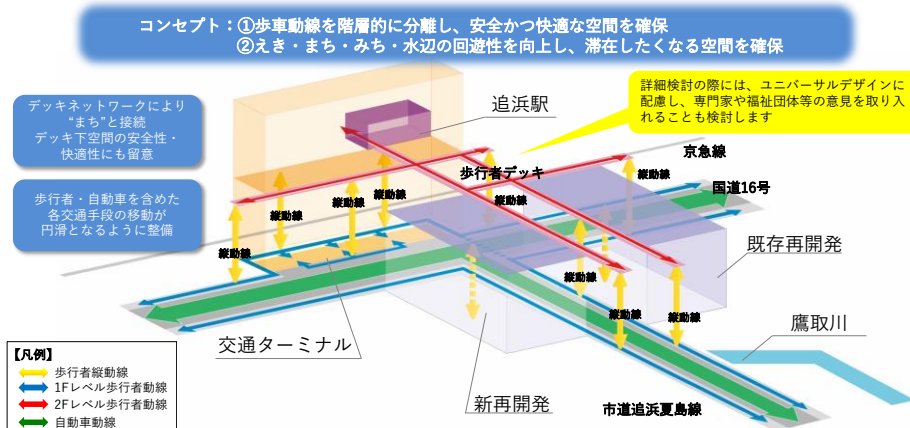 コンセプト：①歩車動線を階層的に分離し、安全かつ快適な空間を確保
②えき・まち・みち・水辺の回遊性を向上し、滞在したくなる空間を確保
デッキネットワークにより
“まち”と接続
デッキ下空間の安全性・
快適性にも留意
歩行者・自動車を含めた
各交通手段の移動が
円滑となるように整備
追浜駅
詳細検討の際には、ユニバーサルデザインに
配慮し、専門家や福祉団体等の意見を取り入
れることも検討します
京急線
歩行者デッキ
国道16号
縦動線
縦動線
縦動線
縦動線
縦動線
縦動線
縦動線
縦動線
縦動線
縦動線
既存再開発
交通ターミナル
鷹取川
新再開発
市道追浜夏島線
【凡例】
歩行者縦動線
1Fレベル歩行者動線
2Fレベル歩行者動線
自動車動線